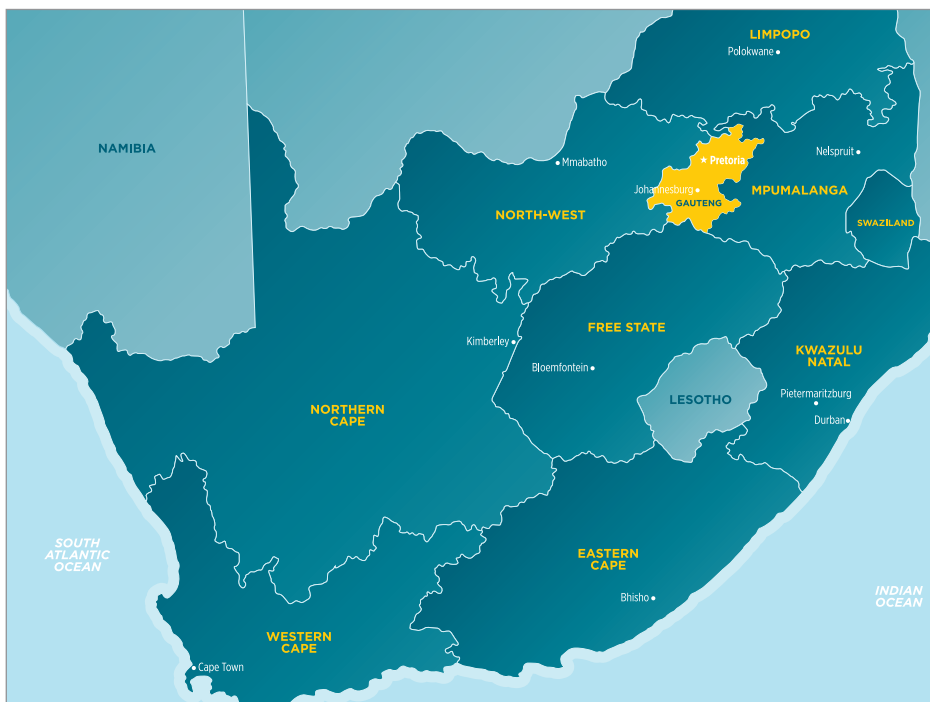 LIMPOPO
Polokwane
NAMIBIA
Mmabatho
Pretoria
Nelspruit
Johannesburg
GAUTENG
MPUMALANGA
NORTH-WEST
SWAZILAND
FREE STATE
Kimberley
KWAZULU
NATAL
Bloemfontein
LESOTHO
Pietermaritzburg
NORTHERN
CAPE
Durban
SOUTH
ATLANTIC
OCEAN
EASTERN
CAPE
INDIAN
OCEAN
Bhisho
WESTERN
CAPE
Cape Town